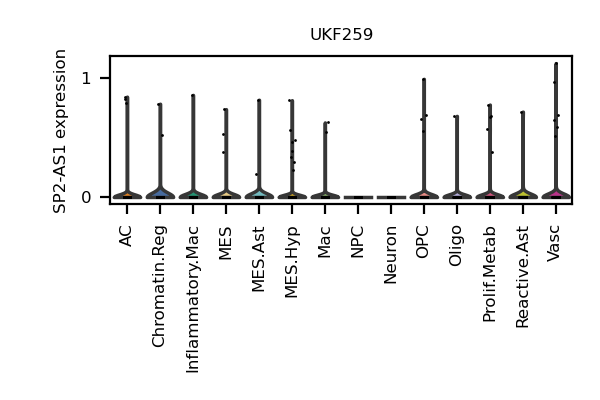 UKF259
SP2-AS1 expression
1
0
AC
Chromatin.Reg
Inflammatory.Mac
MES
MES.Ast
MES.Hyp
Mac
NPC
Neuron
OPC
Oligo
Prolif.Metab
Reactive.Ast
Vasc